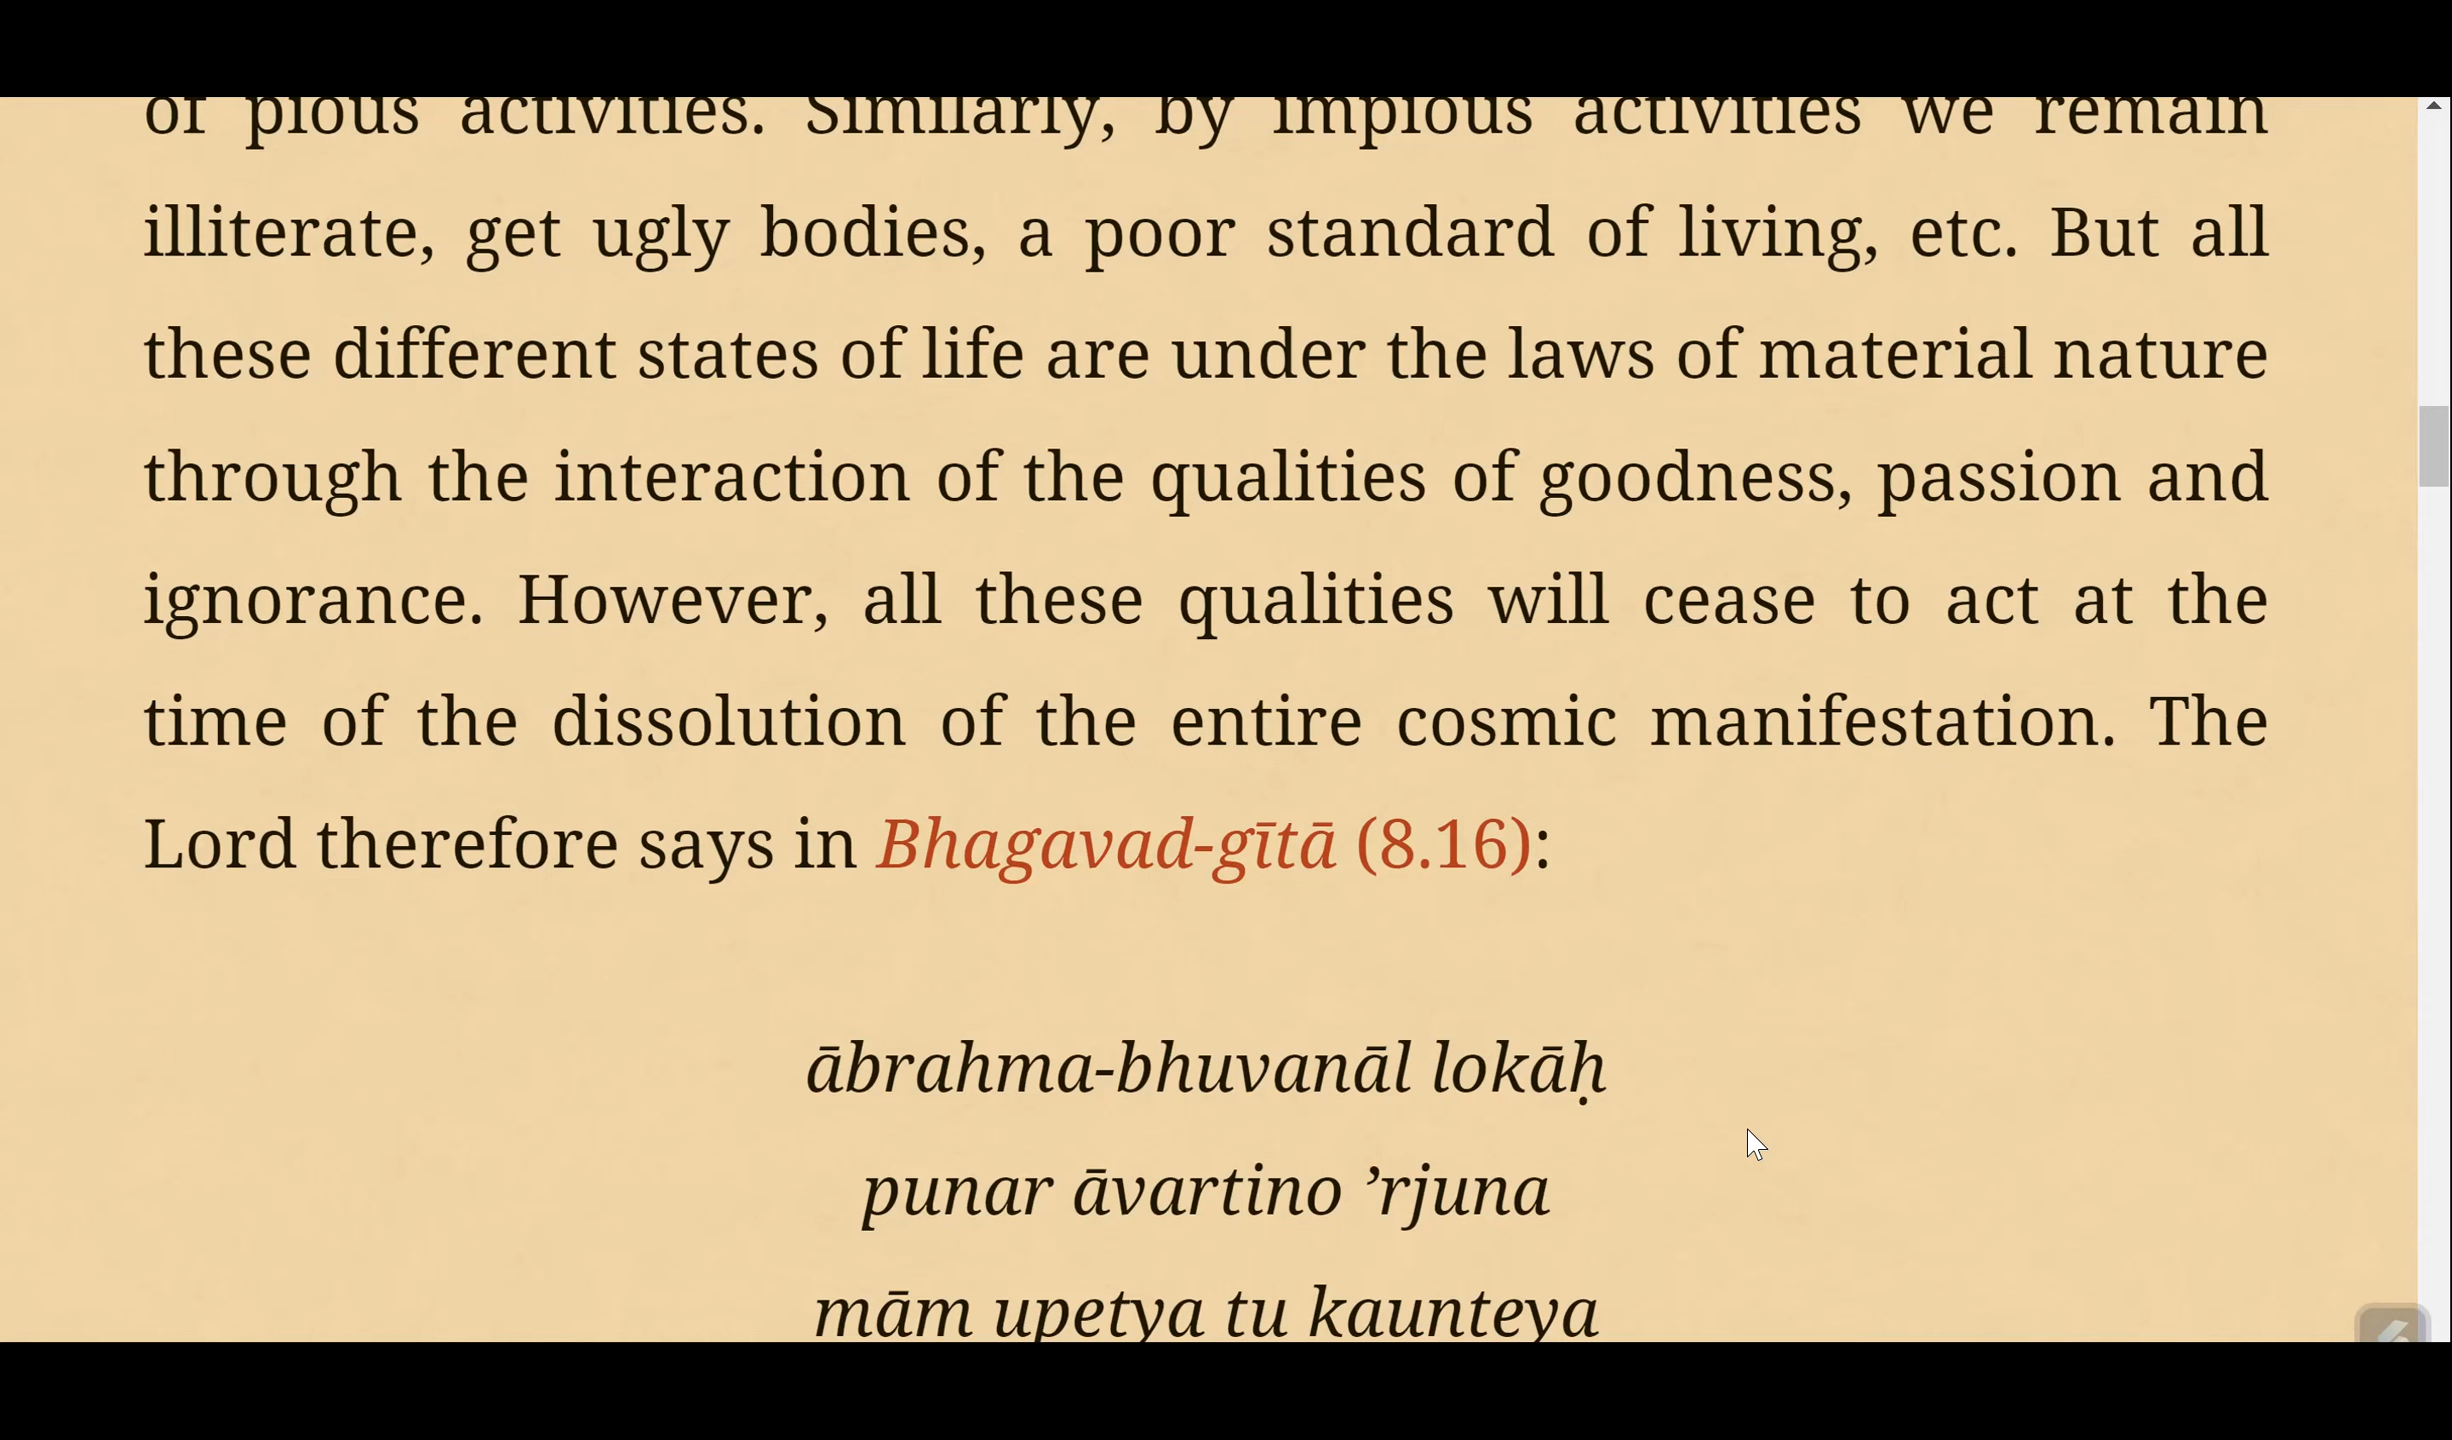 of pious activities. Similarly, by impious activities we remain
illiterate, get ugly bodies, a poor standard of living, etc. But all
these different states of life are under the laws of material nature
through the interaction of the qualities of goodness, passion and
ignorance. However, all these qualities will cease to act at the
time of the dissolution of the entire cosmic manifestation. The
Lord therefore says in Bhagavad-gītā (8.16):
ābrahma-bhuvanāl lokāḥ
punar āvartino ’rjuna
mām upetya tu kaunteya